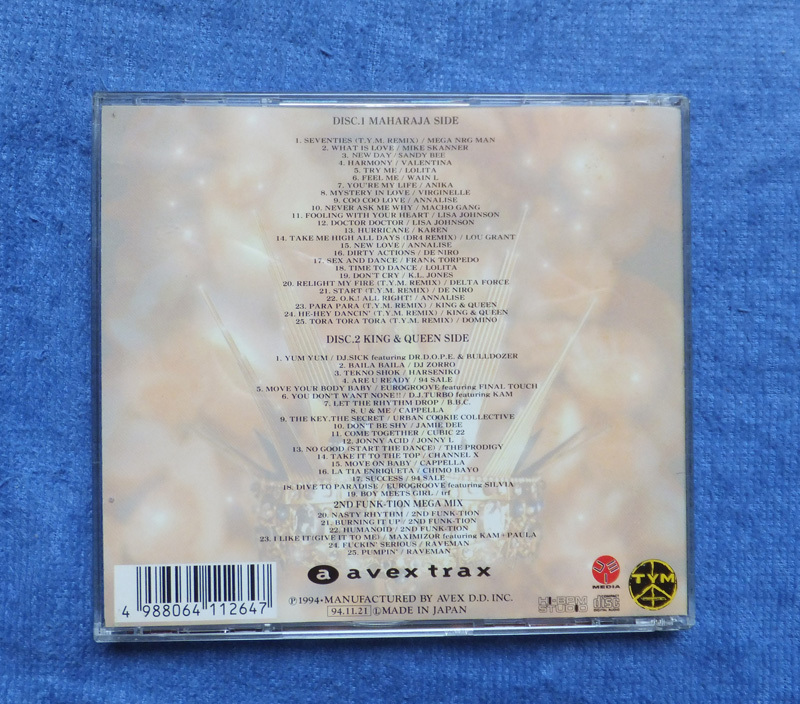 DISC.1 MAHARAJA SIDE
1. SEVENTIES (T.Y.M. REMIX) / MEGA NRG MAN
2. WHAT IS LOVE / MIKE SKANNER
3. NEW DAY / SANDY BEE
4. HARMONY / VALENTINA
5. TRY ME / LOLITA
6. FEEL ME / WAIN L
7. YOU'RE MY LIFE / ANIKA
8. MYSTERY IN LOVE / VIRGINELLE
9. COO COO LOVE / ANNALISE
10. NEVER ASK ME WHY / MACHO GANG
11. FOOLING WITH YOUR HEART / LISA JOHNSON
12. DOCTOR DOCTOR / LISA JOHNSON
13. HURRICANE / KAREN
14. TAKE ME HIGH ALL DAYS (DR4 REMIX) / LOU GRANT
15. NEW LOVE / ANNALISE
16. DIRTY ACTIONS / DE NIRO
17. SEX AND DANCE / FRANK TORPEDO
18. TIME TO DANCE / LOLITA
19. DON'T CRY / K.L. JONES
20. RELIGHT MY FIRE (T.Y.M. REMIX) / DELTA FORCE
21. START (T.Y.M. REMIX) / DE NIRO
22. O.K.! ALL RIGHT! / ANNALISE
23. PARA PARA (T.Y.M. REMIX) / KING & QUEEN
24. HE-HEY DANCIN' (T.Y.M. REMIX) / KING & QUEEN
25. TORA TORA TORA (T.Y.M. REMIX) / DOMINO
DISC.2 KING & QUEEN SIDE
1. YUM YUM / DJ.SICK featuring DR.D.O.P.E. & BULLDOZER
2. BAILA BAILA / DJ ZORRO
3. TEKNO SHOK / HARSENIKO
4. ARE U READY / 94 SALE
5. MOVE YOUR BODY BABY / EUROGROOVE featuring FINAL TOUCH
6. YOU DON'T WANT NONE!! / D.J.TURBO featuring KAM
7. LET THE RHYTHM DROP / B.B.C.
8. U & ME / CAPPELLA
9. THE KEY,THE SECRET / URBAN COOKIE COLLECTIVE
10. DON'T BE SHY / JAMIE DEE
11. COME TOGETHER / CUBIC 22
12. JONNY ACID / JONNY L
13. NO GOOD (START THE DANCE) / THE PRODIGY
14. TAKE IT TO THE TOP / CHANNEL X
15. MOVE ON BABY / CAPPELLA
16. LA TIA ENRIQUETA / CHIMO BAYO
17. SUCCESS / 94 SALE
18. DIVE TO PARADISE / EUROGROOVE featuring SILVIA
19. BOY MEETS GIRL / trf
2ND FUNK-TION MEGA MIX
20. NASTY RHYTHM / 2ND FUNK-TION
21. BURNING IT UP / 2ND FUNK-TION
22. HUMANOID / 2ND FUNK-TION
23. I LIKE IT (GIVE IT TO ME) / MAXIMIZOR featuring KAM + PAULA
24. FUCKIN' SERIOUS / RAVEMAN
25. PUMPIN' / RAVEMAN
a avex trax
MEDIA
TYM
HI-BPM STUDIO
COMPACT disc DIGITAL AUDIO
4 988064 112647
Ⓟ1994・MANUFACTURED BY AVEX D.D. INC.
94.11.21 ⓁMADE IN JAPAN